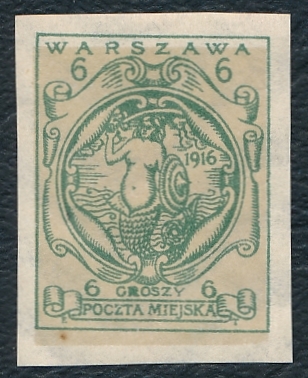 WARSZAWA
6 6
1916
6 GROSZY 6
POCZTA MIEJSKA